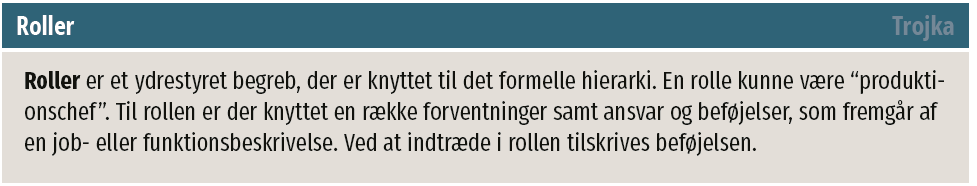 Roller Trojka
Roller er et ydrestyret begreb, der er knyttet til det formelle hierarki. En rolle kunne være “produkti-
onschef”. Til rollen er der knyttet en række forventninger samt ansvar og beføjelser, som fremgår af
en job- eller funktionsbeskrivelse. Ved at indtræde i rollen tilskrives beføjelsen.